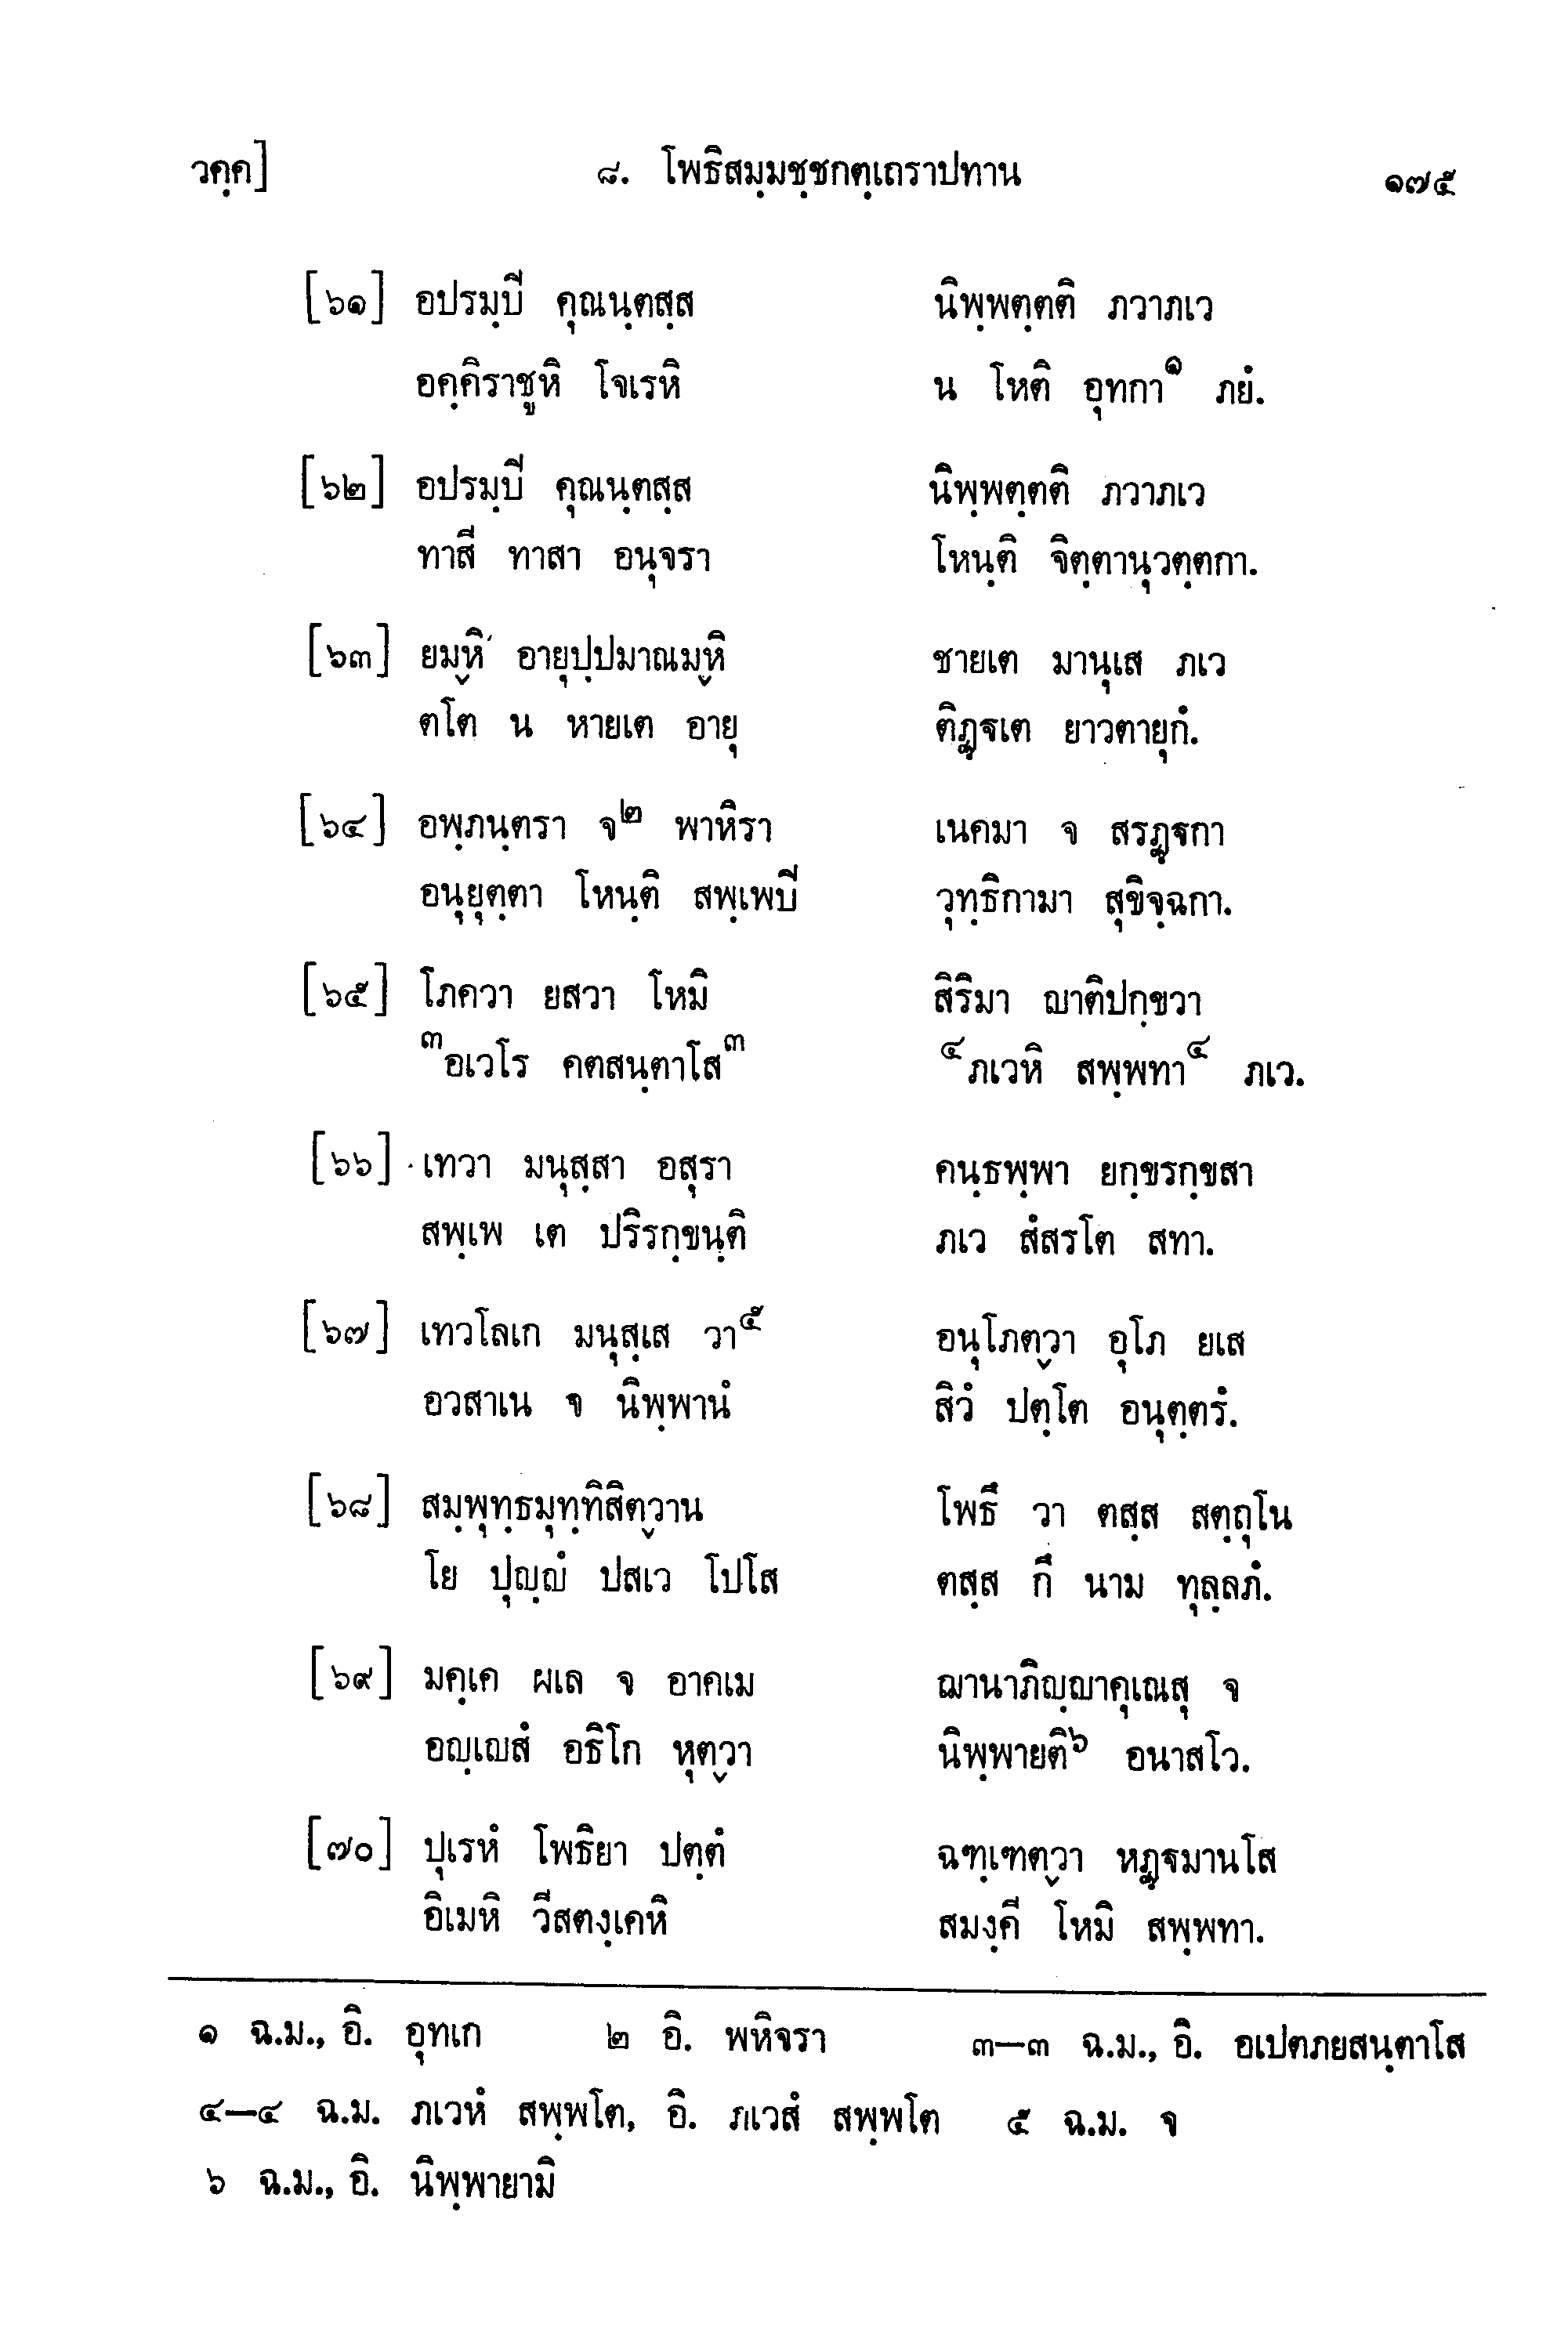 วคฺค] ๘. โพธิสมฺมชฺชกตฺเถราปทาน ๑๗๕
[๖๑] อปรมฺปี คุณนฺตสฺส นิพฺพตฺตติ ภวาภเว
อคฺคิราชูหิ โจเรหิ น โหติ อุทกา๑ ภยํ.
[๖๒] อปรมฺปี คุณนฺตสฺส นิพฺพตฺตติ ภวาภเว
ทาสี ทาสา อนุจรา โหนฺติ จิตฺตานุวตฺตกา.
[๖๓] ยมฺหิ อายุปฺปมาณมฺหิ ชายเต มานุเส ภเว
ตโต น หายเต อายุ ติฏฺฐเต ยาวตายุกํ.
[๖๔] อพฺภนฺตรา จ๒ พาหิรา เนคมา จ สรฏฺฐกา
อนุยุตฺตา โหนฺติ สพฺเพปี วุทฺธิกามา สุขิจฺฉกา.
[๖๕] โภควา ยสวา โหมิ สิริมา ญาติปกฺขวา
๓อเวโร คตสนฺตาโส๓ ๔ภเวหิ สพฺพทา๔ ภเว.
[๖๖] เทวา มนุสฺสา อสุรา คนฺธพฺพา ยกฺขรกฺขสา
สพฺเพ เต ปริรกฺขนฺติ ภเว สํสรโต สทา.
[๖๗] เทวโลเก มนุสฺเส วา๕ อนุโภตฺวา อุโภ ยเส
อวสาเน จ นิพฺพานํ สิวํ ปตฺโต อนุตฺตรํ.
[๖๘] สมฺพุทฺธมุทฺทิสิตฺวาน โพธึ วา ตสฺส สตฺถุโน
โย ปุญฺญํ ปสเว โปโส ตสฺส กึ นาม ทุลฺลภํ.
[๖๙] มคฺเค ผเล จ อาคเม ฌานาภิญฺญาคุเณสุ จ
อญฺเญสํ อธิโก หุตฺวา นิพฺพายติ๖ อนาสโว.
[๗๐] ปุเรหํ โพธิยา ปตฺตํ ฉฑฺเฑตฺวา หฏฺฐมานโส
อิเมหิ วีสตงฺเคหิ สมงฺคี โหมิ สพฺพทา.
๑ ฉ.ม., อิ. อุทเก ๒ อิ. พหิจรา ๓—๓ ฉ.ม., อิ. อเปตภยสนฺตาโส
๔—๔ ฉ.ม. ภเวหํ สพฺพโต, อิ. ภเวสํ สพฺพโต ๕ ฉ.ม. จ
๖ ฉ.ม., อิ. นิพฺพายามิ